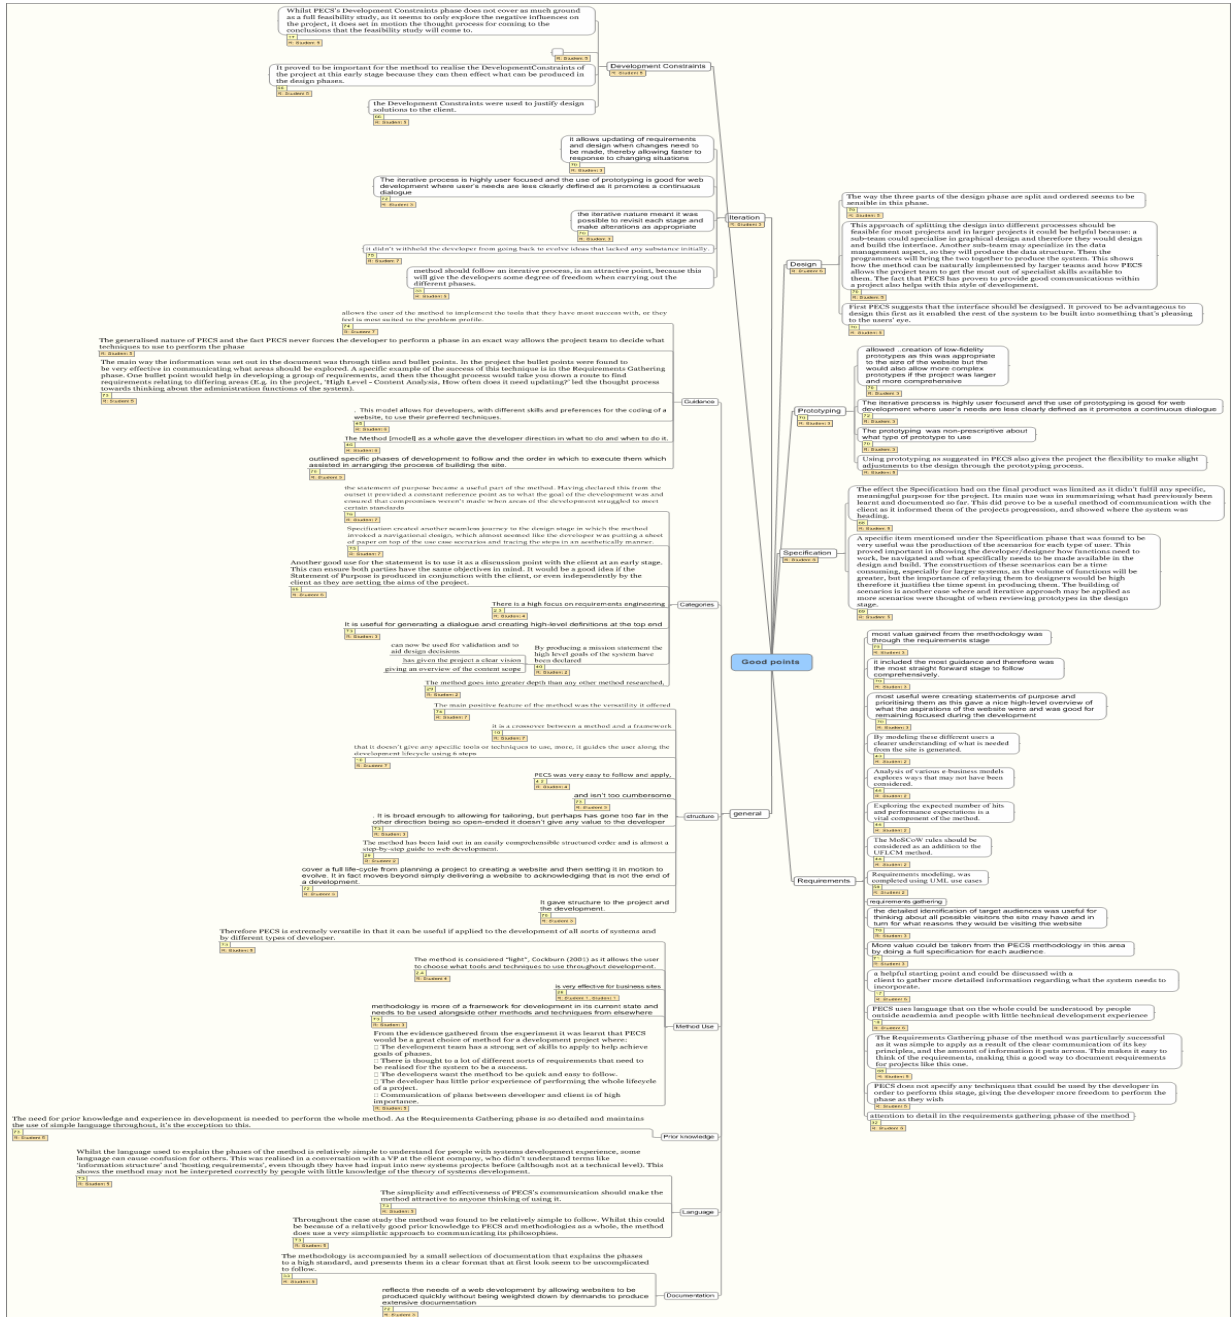 Whilst PECS's Development Constraints phase does not cover as much ground
as a full feasibility study, as it seems to only explore the negative influences on
the project, it does set in motion the thought process for coming to the
conclusions that the feasibility study will come to.
It proved to be important for the method to realise the DevelopmentConstraints of
the project at this early stage because they can then effect what can be produced in
the design phases.
the Development Constraints were used to justify design
solutions to the client.
Development Constraints
it allows updating of requirements
and design when changes need to
be made, thereby allowing faster to
response to changing situations
The iterative process is highly user focused and the use of prototyping is good for web
development where user's needs are less clearly defined as it promotes a continuous
dialogue
the iterative nature meant it was
possible to revisit each stage and
make alterations as appropriate
it didn't withheld the developer from going back to evolve ideas that lacked any substance initially.
method should follow an iterative process, is an attractive point, because this
will give the developers some degree of freedom when carrying out the
different phases.
Iteration
allows the user of the method to implement the tools that they have most success with, or they
feel is most suited to the problem profile.
The generalised nature of PECS and the fact PECS never forces the developer to perform a phase in an exact way allows the project team to decide what
techniques to use to perform the phase
The main way the information was set out in the document was through titles and bullet points. In the project the bullet points were found to
be very effective in communicating what areas should be explored. A specific example of the success of this technique is in the Requirements Gathering
phase. One bullet point would help in developing a group of requirements, and then the thought process would take you down a route to find
requirements relating to differing areas (E.g. in the project, 'High Level - Content Analysis, How often does it need updating?' led the thought process
towards thinking about the administration functions of the system).
. This model allows for developers, with different skills and preferences for the coding of a
website, to use their preferred techniques.
The Method [model] as a whole gave the developer direction in what to do and when to do it.
outlined specific phases of development to follow and the order in which to execute them which
assisted in arranging the process of building the site.
Guidance
the statement of purpose became a useful part of the method. Having declared this from the
outset it provided a constant reference point as to what the goal of the development was and
ensured that compromises weren't made when areas of the development struggled to meet
certain standards
Specification created another seamless journey to the design stage in which the method
invoked a navigational design, which almost seemed like the developer was putting a sheet
of paper on top of the use case scenarios and tracing the steps in an aesthetically manner.
Another good use for the statement is to use it as a discussion point with the client at an early stage.
This can ensure both parties have the same objectives in mind. It would be a good idea if the
Statement of Purpose is produced in conjunction with the client, or even independently by the
client as they are setting the aims of the project.
There is a high focus on requirements engineering
It is useful for generating a dialogue and creating high-level definitions at the top end
can now be used for validation and to
aid design decisions
has given the project a clear vision
giving an overview of the content scope
By producing a mission statement the
high level goals of the system have
been declared
The method goes into greater depth than any other method researched.
Categories
The main positive feature of the method was the versatility it offered
it is a crossover between a method and a framework
that it doesn't give any specific tools or techniques to use, more, it guides the user along the
development lifecycle using 6 steps
PECS was very easy to follow and apply,
and isn't too cumbersome
. It is broad enough to allowing for tailoring, but perhaps has gone too far in the
other direction being so open-ended it doesn't give any value to the developer
The method has been laid out in an easily comprehensible structured order and is almost a
step-by-step guide to web development.
cover a full life-cycle from planning a project to creating a website and then setting it in motion to
evolve. It in fact moves beyond simply delivering a website to acknowledging that is not the end of
a development.
It gave structure to the project and
the development.
structure
Therefore PECS is extremely versatile in that it can be useful if applied to the development of all sorts of systems and
by different types of developer.
The method is considered "light", Cockburn (2001) as it allows the user
to choose what tools and techniques to use throughout development.
is very effective for business sites
methodology is more of a framework for development in its current state and
needs to be used alongside other methods and techniques from elsewhere
From the evidence gathered from the experiment it was learnt that PECS
would be a great choice of method for a development project where:
□ The development team has a strong set of skills to apply to help achieve
goals of phases.
□ There is thought to a lot of different sorts of requirements that need to
be realised for the system to be a success.
□ The developers want the method to be quick and easy to follow.
□ The developer has little prior experience of performing the whole lifecycle
of a project.
□ Communication of plans between developer and client is of high
importance.
Method Use
The need for prior knowledge and experience in development is needed to perform the whole method. As the Requirements Gathering phase is so detailed and maintains
the use of simple language throughout, it's the exception to this.
Prior knowledge
Whilst the language used to explain the phases of the method is relatively simple to understand for people with systems development experience, some
language can cause confusion for others. This was realised in a conversation with a VP at the client company, who didn't understand terms like
'information structure' and 'hosting requirements', even though they have had input into new systems projects before (although not at a technical level). This
shows the method may not be interpreted correctly by people with little knowledge of the theory of systems development.
The simplicity and effectiveness of PECS's communication should make the
method attractive to anyone thinking of using it.
Throughout the case study the method was found to be relatively simple to follow. Whilst this could
be because of a relatively good prior knowledge to PECS and methodologies as a whole, the method
does use a very simplistic approach to communicating its philosophies.
Language
The methodology is accompanied by a small selection of documentation that explains the phases
to a high standard, and presents them in a clear format that at first look seem to be uncomplicated
to follow.
reflects the needs of a web development by allowing websites to be
produced quickly without being weighted down by demands to produce
extensive documentation
Documentation
general
Good points
Design
The way the three parts of the design phase are split and ordered seems to be
sensible in this phase.
This approach of splitting the design into different processes should be
feasible for most projects and in larger projects it could be helpful because: a
sub-team could specialise in graphical design and therefore they would design
and build the interface. Another sub-team may specialize in the data
management aspect, so they will produce the data structure. Then the
programmers will bring the two together to produce the system. This shows
how the method can be naturally implemented by larger teams and how PECS
allows the project team to get the most out of specialist skills available to
them. The fact that PECS has proven to provide good communications within
a project also helps with this style of development.
First PECS suggests that the interface should be designed. It proved to be advantageous to
design this first as it enabled the rest of the system to be built into something that's pleasing
to the users' eye.
Prototyping
allowed ..creation of low-fidelity
prototypes as this was appropriate
to the size of the website but the
would also allow more complex
prototypes if the project was larger
and more comprehensive
The iterative process is highly user focused and the use of prototyping is good for web
development where user's needs are less clearly defined as it promotes a continuous dialogue
The prototyping was non-prescriptive about
what type of prototype to use
Using prototyping as suggested in PECS also gives the project the flexibility to make slight
adjustments to the design through the prototyping process.
Specification
The effect the Specification had on the final product was limited as it didn't fulfil any specific,
meaningful purpose for the project. Its main use was in summarising what had previously been
learnt and documented so far. This did prove to be a useful method of communication with the
client as it informed them of the projects progression, and showed where the system was
heading.
A specific item mentioned under the Specification phase that was found to be
very useful was the production of the scenarios for each type of user. This
proved important in showing the developer/designer how functions need to
work, be navigated and what specifically needs to be made available in the
design and build. The construction of these scenarios can be a time
consuming, especially for larger systems, as the volume of functions will be
greater, but the importance of relaying them to designers would be high
therefore it justifies the time spent in producing them. The building of
scenarios is another case where and iterative approach may be applied as
more scenarios were thought of when reviewing prototypes in the design
stage.
Requirements
most value gained from the methodology was
through the requirements stage
it included the most guidance and therefore was
the most straight forward stage to follow
comprehensively.
most useful were creating statements of purpose and
prioritising them as this gave a nice high-level overview of
what the aspirations of the website were and was good for
remaining focused during the development
By modeling these different users a
clearer understanding of what is needed
from the site is generated.
Analysis of various e-business models
explores ways that may not have been
considered.
Exploring the expected number of hits
and performance expectations is a
vital component of the method.
The MoSCoW rules should be
considered as an addition to the
UFLCM method.
Requirements modeling, was
completed using UML use cases
requirements gathering
the detailed identification of target audiences was useful for
thinking about all possible visitors the site may have and in
turn for what reasons they would be visiting the website
More value could be taken from the PECS methodology in this area
by doing a full specification for each audience.
a helpful starting point and could be discussed with a
client to gather more detailed information regarding what the system needs to
incorporate.
PECS uses language that on the whole could be understood by people
outside academia and people with little technical development experience
The Requirements Gathering phase of the method was particularly successful
as it was simple to apply as a result of the clear communication of its key
principles, and the amount of information it puts across. This makes it easy to
think of the requirements, making this a good way to document requirements
for projects like this one.
PECS does not specify any techniques that could be used by the developer in
order to perform this stage, giving the developer more freedom to perform the
phase as they wish
attention to detail in the requirements gathering phase of the method